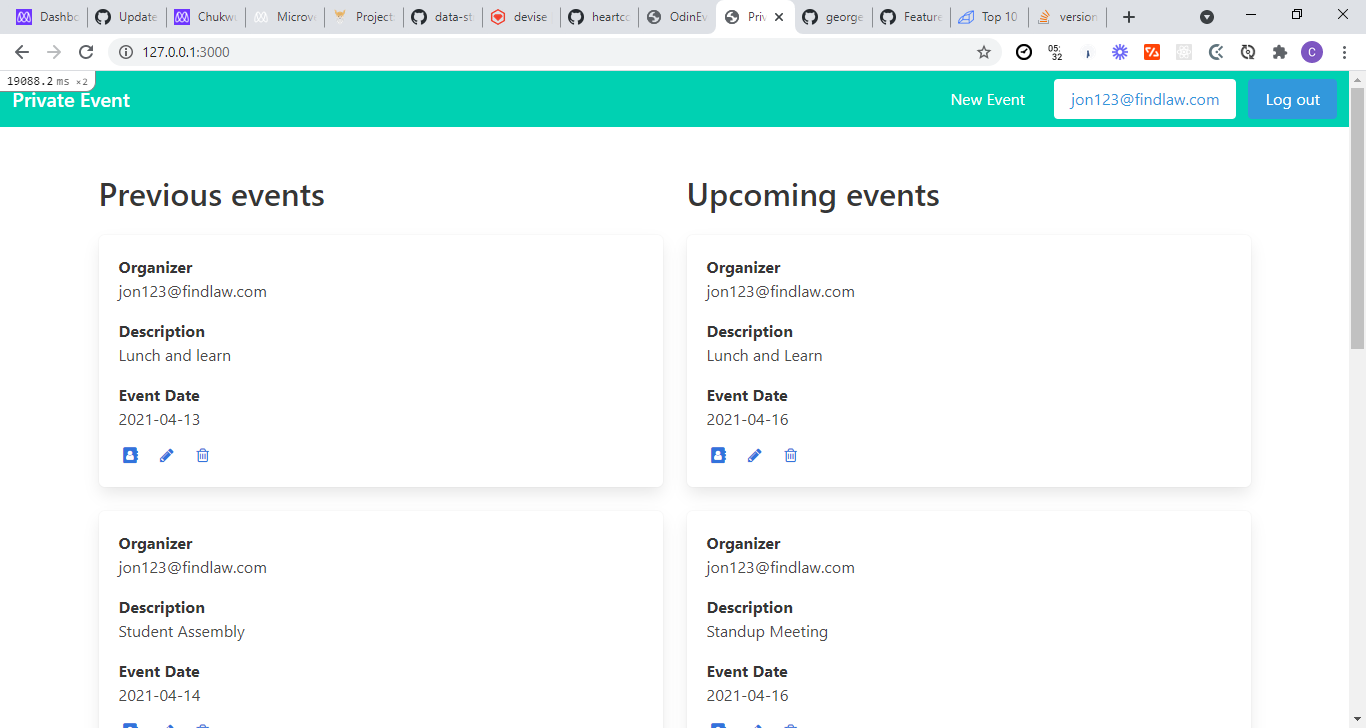 Dashbo
Update
Chukwu
Microve
Project
data-st
devise
heartco
OdinEv
Priv
george
Feature
Top 10
version
127.0.0.1:3000
05:
32
C
19088.2 ms ×2
Private Event
New Event
jon123@findlaw.com
Log out
Previous events
Organizer
jon123@findlaw.com
Description
Lunch and learn
Event Date
2021-04-13
Organizer
jon123@findlaw.com
Description
Student Assembly
Event Date
2021-04-14
Upcoming events
Organizer
jon123@findlaw.com
Description
Lunch and Learn
Event Date
2021-04-16
Organizer
jon123@findlaw.com
Description
Standup Meeting
Event Date
2021-04-16